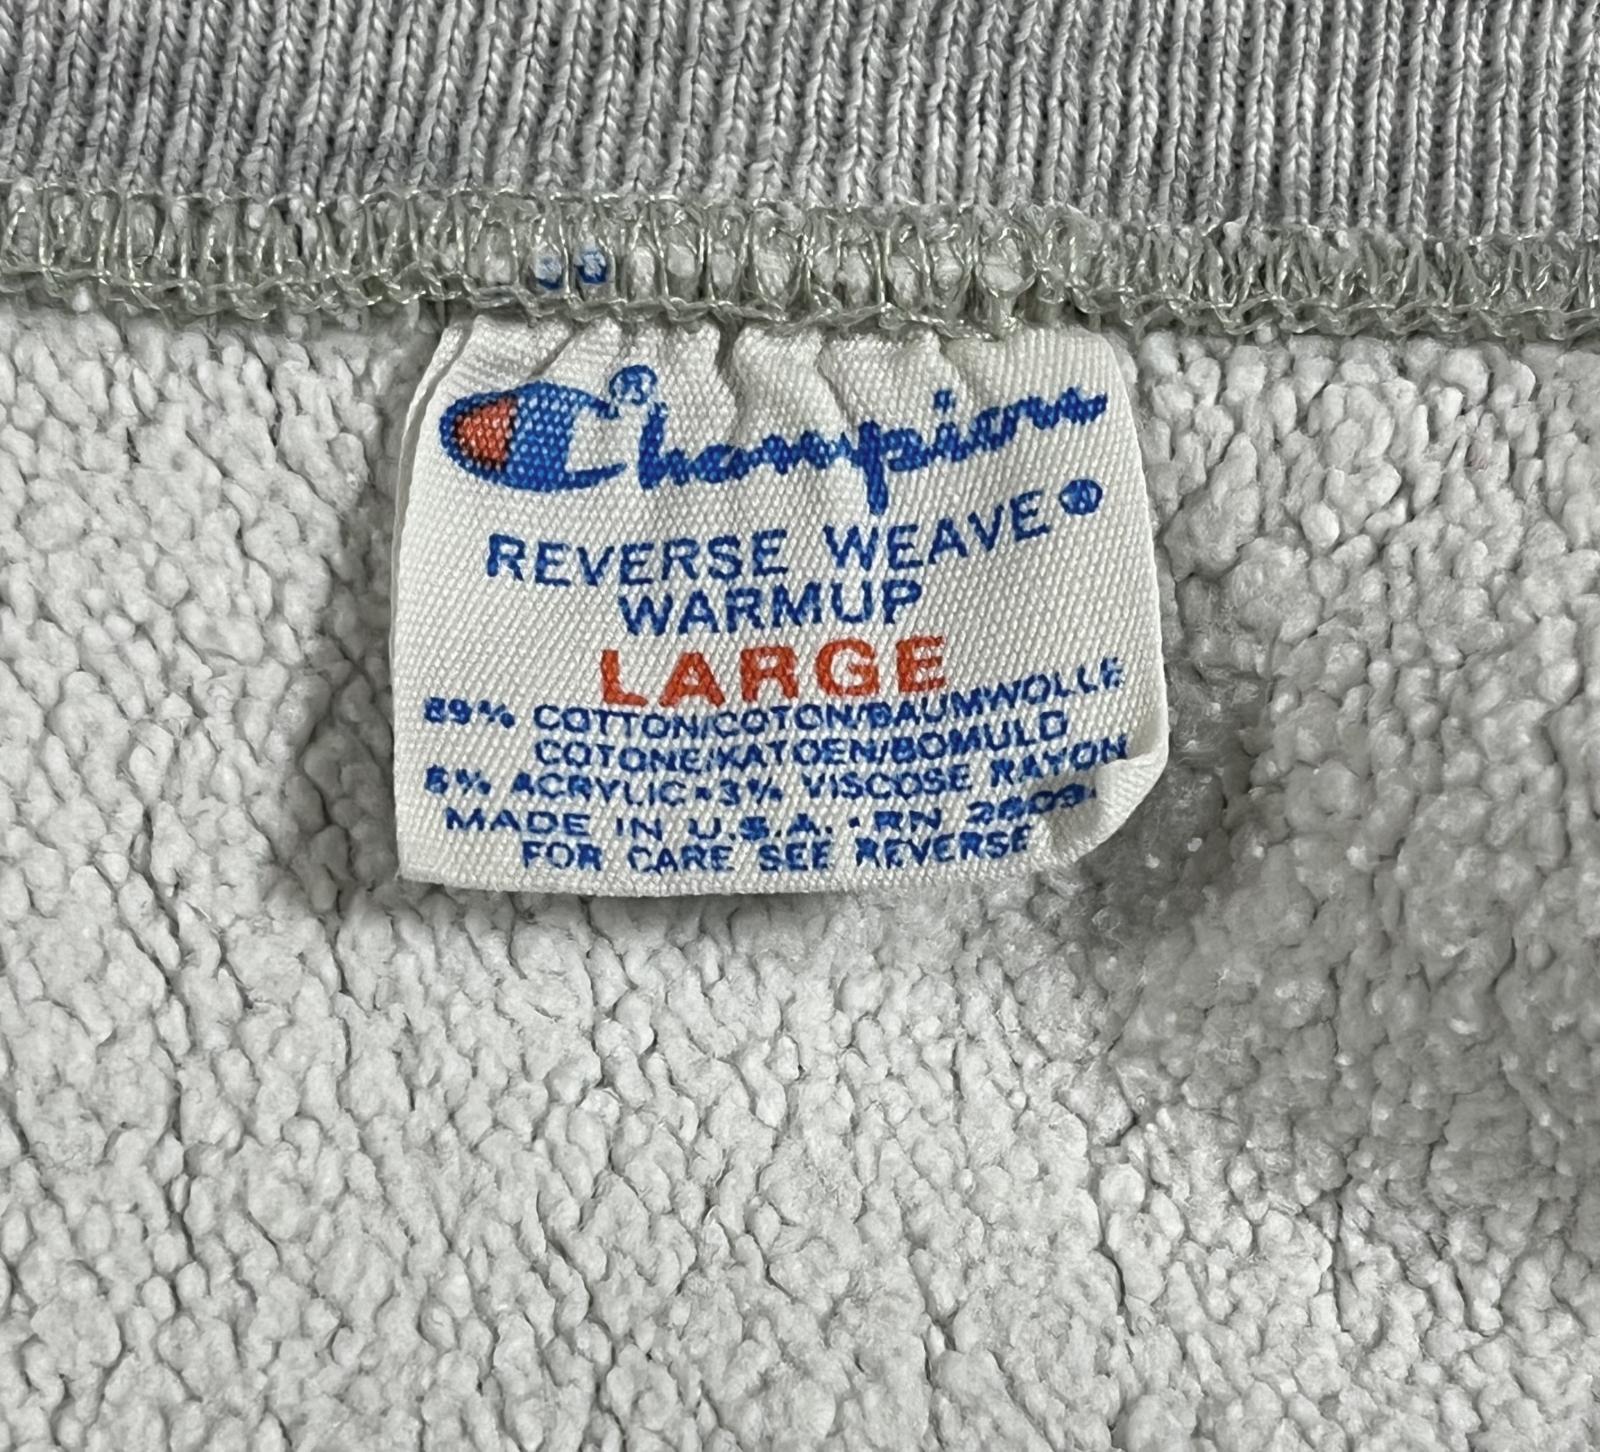 Champion®
REVERSE WEAVE®
WARMUP
LARGE
89% COTTON/COTON/BAUMWOLLE
COTONE/KATOEN/BOMULD
8% ACRYLIC•3% VISCOSE RAYON
MADE IN U.S.A. • RN 26094
FOR CARE SEE REVERSE